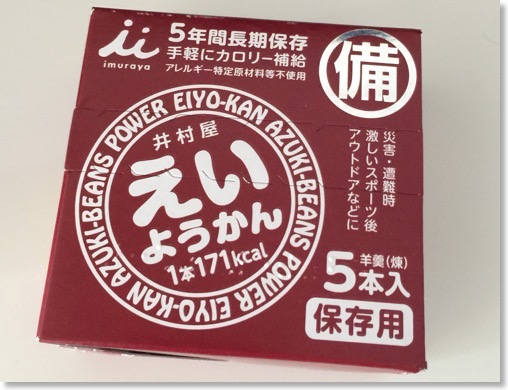 imuraya
5年間長期保存
手軽にカロリー補給
アレルギー特定原材料等不使用
備
AZUKI-BEANS POWER EIYO-KAN AZUKI-BEANS POWER EIYO-KAN
井村屋
えい
ようかん
1本171kcal
災害・遭難時
激しいスポーツ後
アウトドアなどに
羊羹(煉)
5本入
保存用